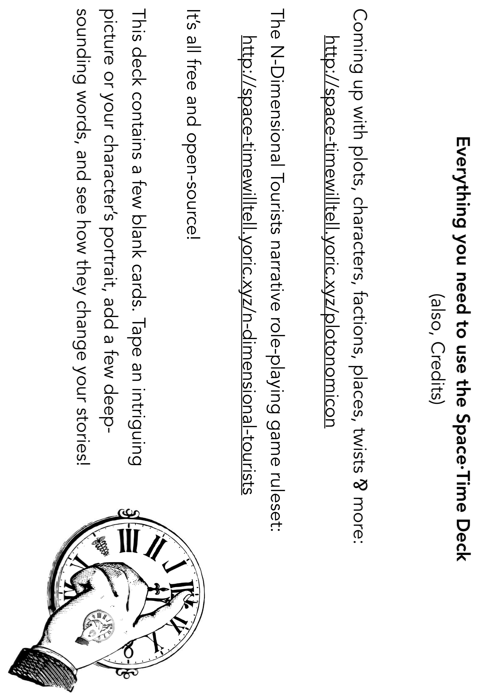 Everything you need to use the Space·Time Deck
(also, Credits)
Coming up with plots, characters, factions, places, twists & more:
http://space-timewilltell.yoric.xyz/plotonomicon
The N-Dimensional Tourists narrative role-playing game ruleset:
http://space-timewilltell.yoric.xyz/n-dimensional-tourists
It's all free and open-source!
This deck contains a few blank cards. Tape an intriguing
picture or your character's portrait, add a few deep-
sounding words, and see how they change your stories!
I
II
III